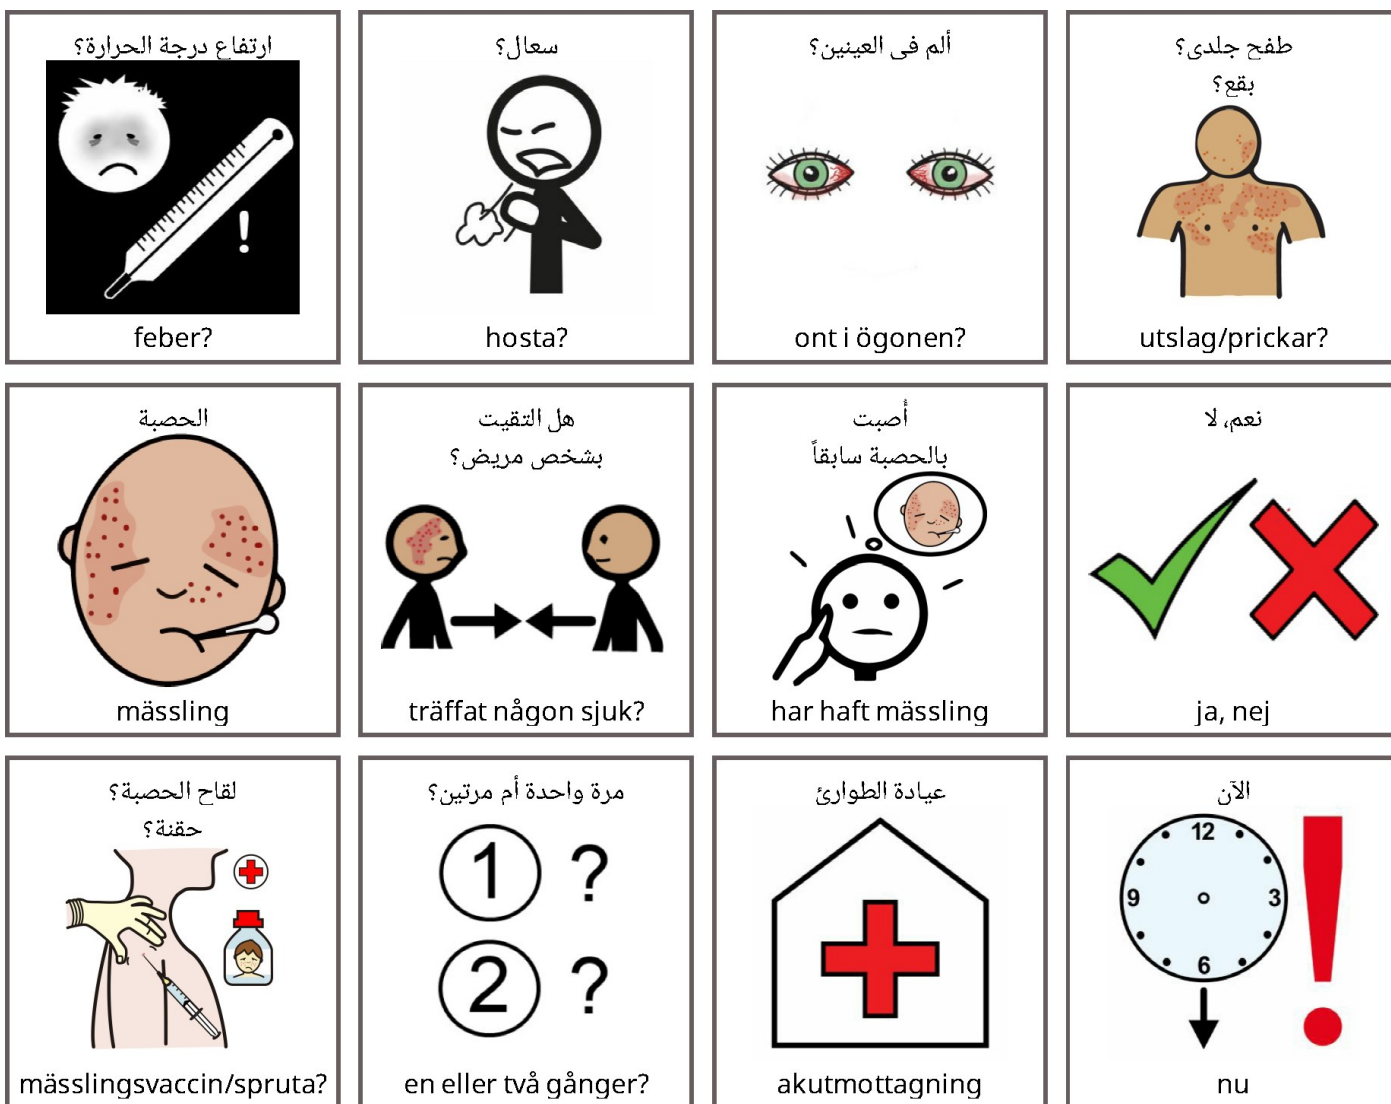 ارتفاع درجة الحرارة؟
feber?
سعال؟
hosta?
ألم في العينين؟
ont i ögonen?
طفح جلدي؟
بقع؟
utslag/prickar?
الحصبة
mässling
هل التقيت
بشخص مريض؟
träffat någon sjuk?
أُصبت
بالحصبة سابقاً
har haft mässling
نعم، لا
ja, nej
لقاح الحصبة؟
حقنة؟
mässlingsvaccin/spruta?
مرة واحدة أم مرتين؟
1 ?
2 ?
en eller två gånger?
عيادة الطوارئ
akutmottagning
الآن
12
9
3
6
nu